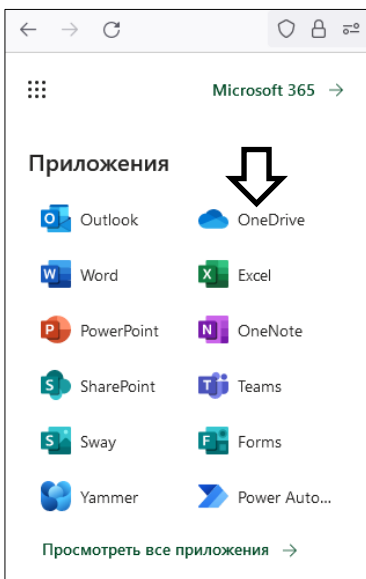 Microsoft 365 →
Приложения
Outlook OneDrive
Word Excel
PowerPoint OneNote
SharePoint Teams
Sway Forms
Yammer Power Auto...
Просмотреть все приложения →